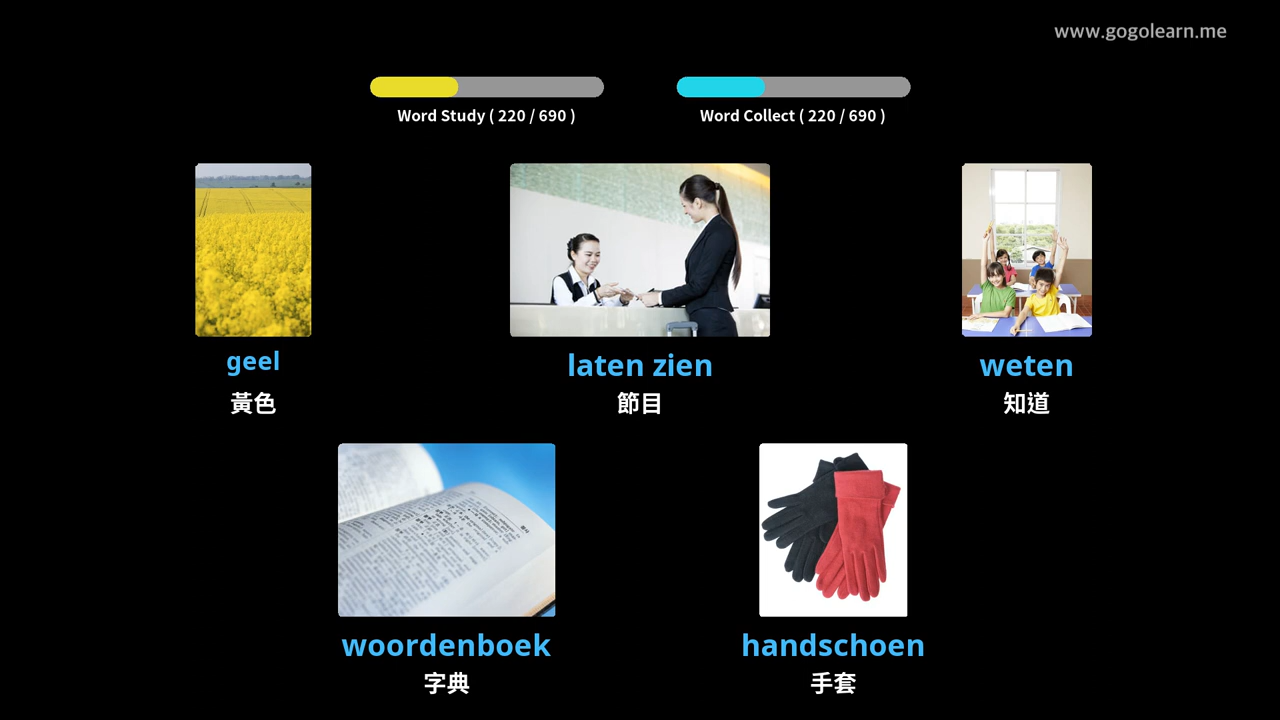 www.gogolearn.me
Word Study ( 220 / 690 )
Word Collect ( 220 / 690 )
geel
黃色
laten zien
節目
weten
知道
woordenboek
字典
handschoen
手套